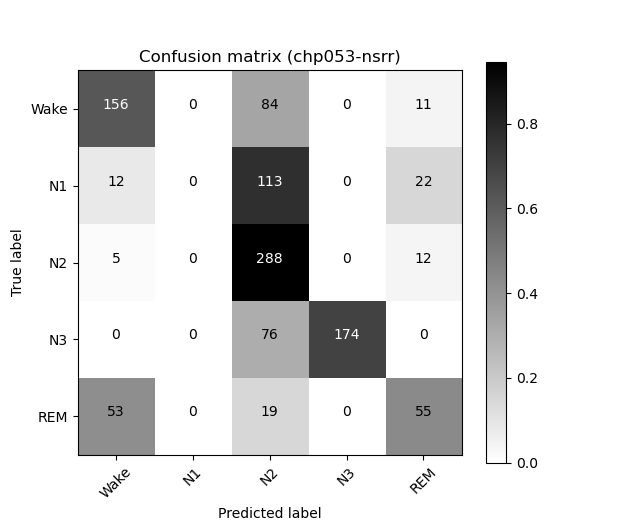 Confusion matrix (chp053-nsrr)
Wake 156 0 84 0 11
N1 12 0 113 0 22
N2 5 0 288 0 12
N3 0 0 76 174 0
REM 53 0 19 0 55
Wake N1 N2 N3 REM
Predicted label
True label
0.8
0.6
0.4
0.2
0.0